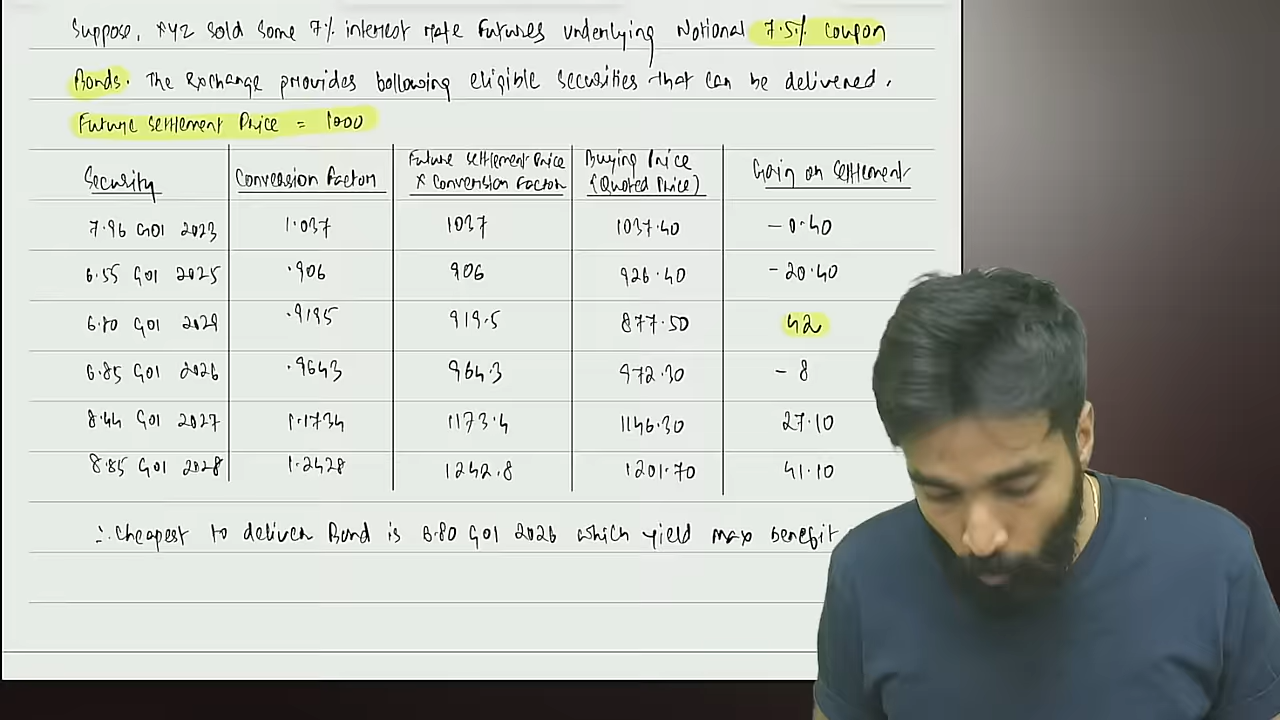 Suppose, XYZ sold some 7% interest rate futures underlying Notional 7.5% coupon
Bonds. The Exchange provides following eligible securities that can be delivered.
Future Settlement Price = 1000
Security | Conversion Factor | Future Settlement Price X Conversion Factor | Buying Price (Quoted Price) | Gain on Settlement
7.96 GOI 2023 | 1.037 | 1037 | 1037.40 | - 0.40
6.55 GOI 2025 | .906 | 906 | 926.40 | - 20.40
6.80 GOI 2029 | .9195 | 919.5 | 877.50 | 42
6.85 GOI 2026 | .9643 | 964.3 | 972.30 | - 8
8.44 GOI 2027 | 1.1734 | 1173.4 | 1146.30 | 27.10
8.85 GOI 2028 | 1.2428 | 1242.8 | 1201.70 | 41.10
∴ Cheapest to deliver Bond is 6.80 GOI 2026 which yield max benefit